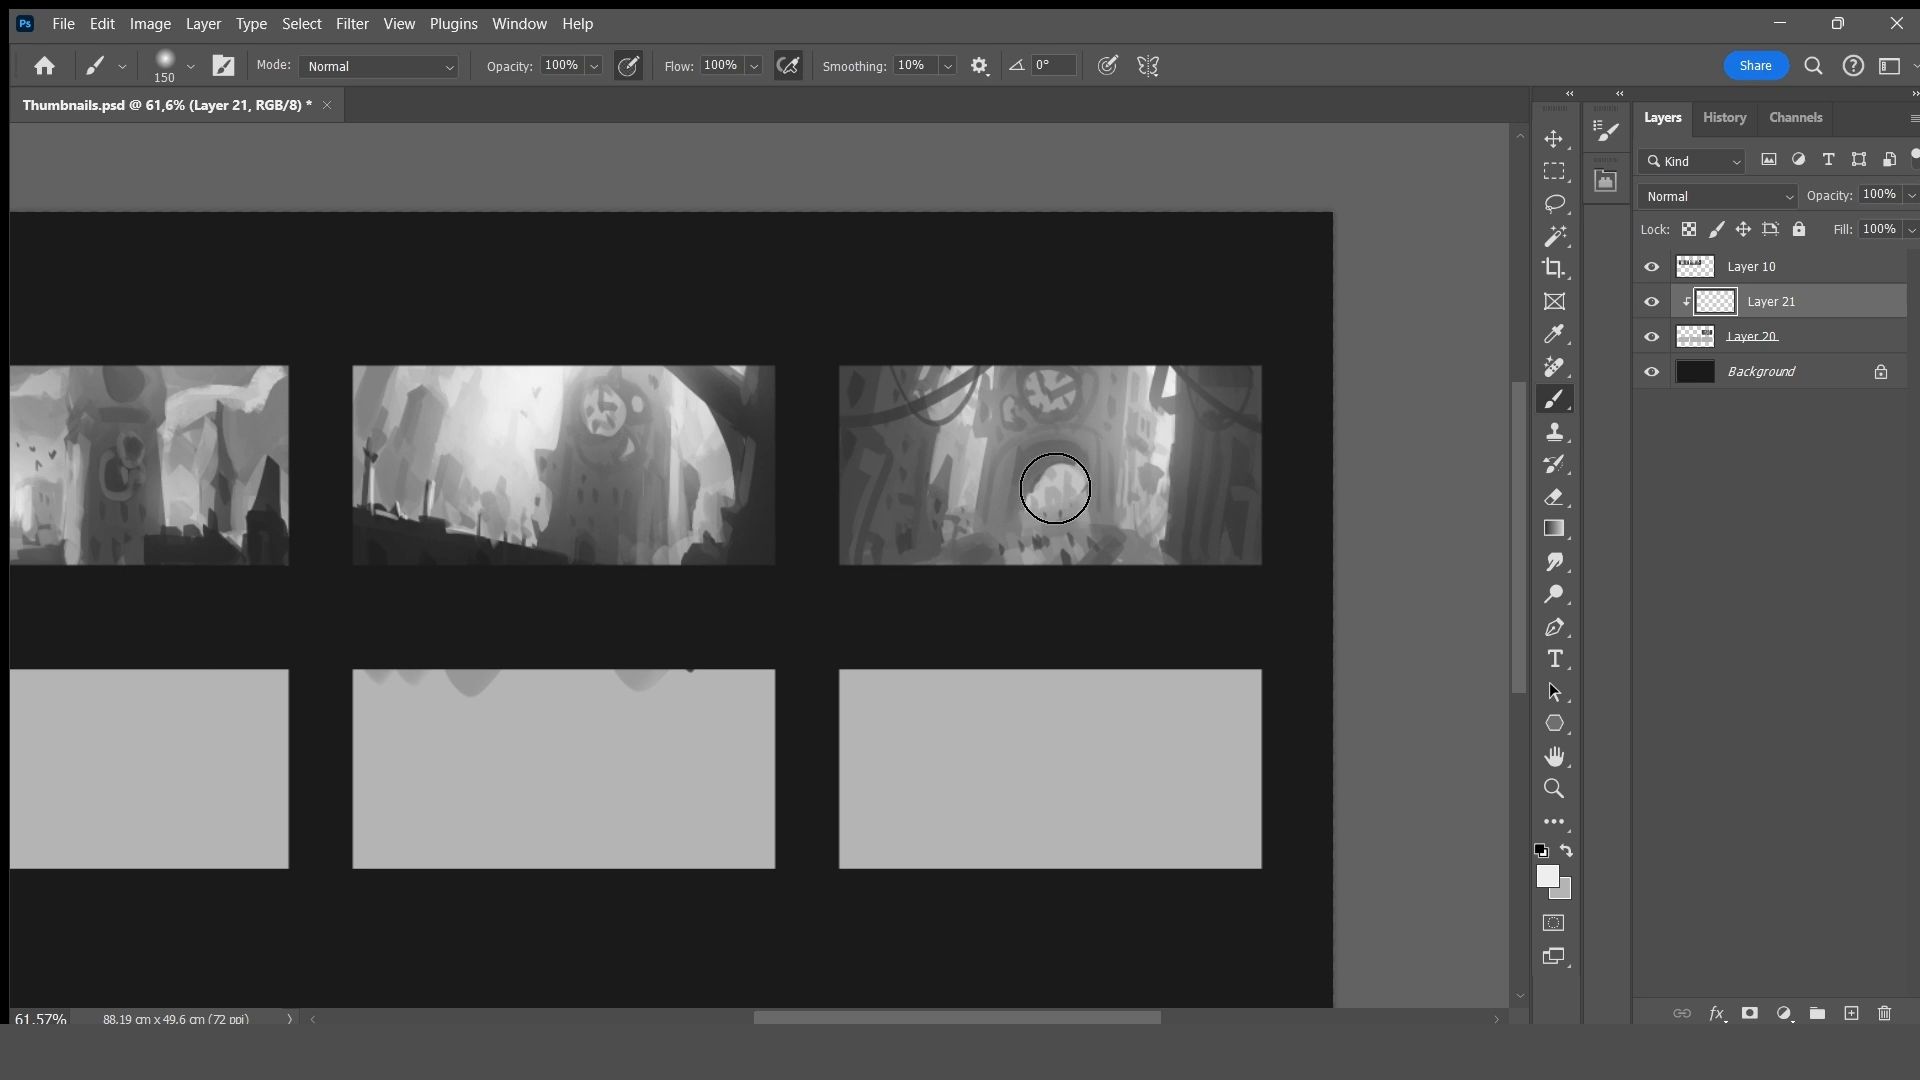 Ps File Edit Image Layer Type Select Filter View Plugins Window Help
150 Mode: Normal Opacity: 100% Flow: 100% Smoothing: 10% 0° Share
Thumbnails.psd @ 61,6% (Layer 21, RGB/8) *
Layers History Channels
Kind
Normal Opacity: 100%
Lock: Fill: 100%
Layer 10
Layer 21
Layer 20
Background
fx
61,57% 88,19 cm x 49,6 cm (72 ppi)